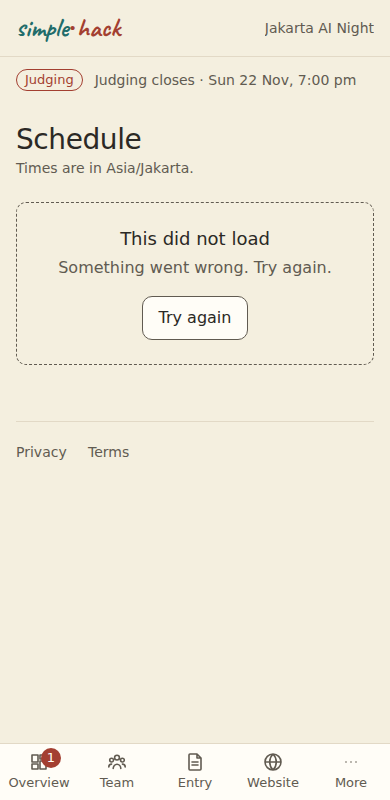 simple·hack
Jakarta AI Night
Judging
Judging closes · Sun 22 Nov, 7:00 pm
Schedule
Times are in Asia/Jakarta.
This did not load
Something went wrong. Try again.
Try again
Privacy
Terms
1
Overview
Team
Entry
Website
More